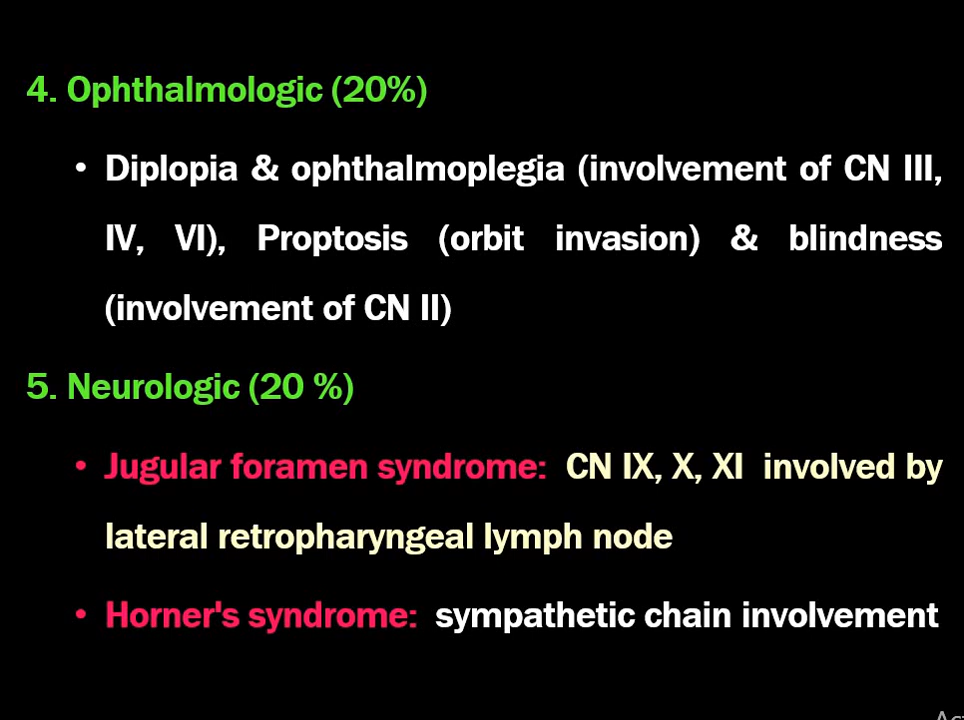 4. Ophthalmologic (20%)
• Diplopia & ophthalmoplegia (involvement of CN III,
IV, VI), Proptosis (orbit invasion) & blindness
(involvement of CN II)
5. Neurologic (20 %)
• Jugular foramen syndrome: CN IX, X, XI involved by
lateral retropharyngeal lymph node
• Horner's syndrome: sympathetic chain involvement